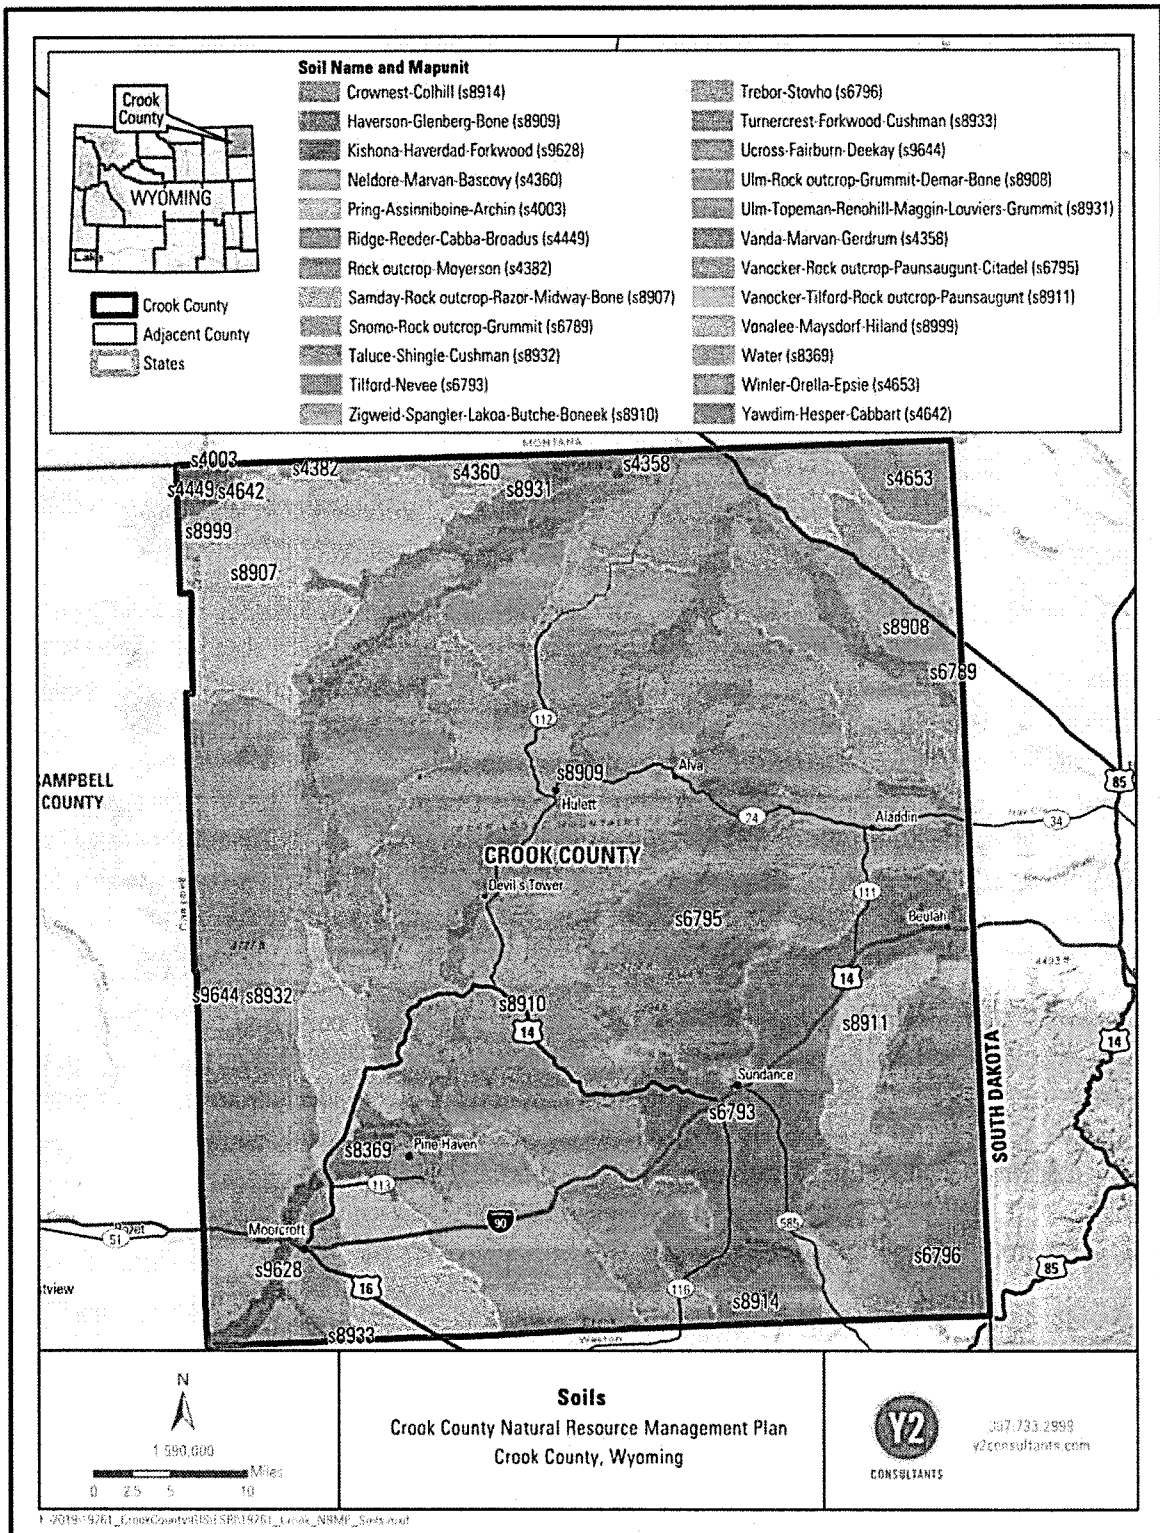 Soil Name and Mapunit
Crownest-Colhill (s8914)
Haverson-Glenberg-Bone (s8909)
Kishona-Haverdad-Forkwood (s9628)
Neldore-Marvan-Bascovy (s4360)
Pring-Assinniboine-Archin (s4003)
Ridge-Reeder-Cabba-Broadus (s4449)
Rock outcrop-Moyerson (s4382)
Samday-Rock outcrop-Razor-Midway-Bone (s8907)
Snomo-Rock outcrop-Grummit (s6789)
Taluce-Shingle-Cushman (s8932)
Tilford-Nevee (s6793)
Zigweid-Spangler-Lakoa-Butche-Boneek (s8910)
Trebor-Stovho (s6796)
Turnercrest-Forkwood-Cushman (s8933)
Ucross-Fairburn-Deekay (s9644)
Ulm-Rock outcrop-Grummit-Demar-Bone (s8908)
Ulm-Topeman-Renohill-Maggin-Louviers-Grummit (s8931)
Vanda-Marvan-Gerdrum (s4358)
Vanocker-Rock outcrop-Paunsaugunt-Citadel (s6795)
Vanocker-Tilford-Rock outcrop-Paunsaugunt (s8911)
Vonalee-Maysdorf-Hiland (s8999)
Water (s8369)
Winler-Orella-Epsie (s4653)
Yawdim-Hesper-Cabbart (s4642)
Crook
County
WYOMING
Lake
Crook County
Adjacent County
States
MONTANA
WYOMING
s4003
s4382
s4360
s4358
s4653
s4449
s4642
s8931
s8999
s8907
s8908
s6789
112
s8909
Alva
Hulett
24
Aladdin
34
85
CAMPBELL
COUNTY
CROOK COUNTY
Devil's Tower
111
s6795
Beulah
14
s9644
s8932
s8910
14
s8911
14
Sundance
s6793
SOUTH DAKOTA
s8369
Pine Haven
113
90
51
Moorcroft
585
s6796
85
s9628
16
116
s8914
s8933
Weston
tview
N
1:590,000
Miles
0 2.5 5 10
Soils
Crook County Natural Resource Management Plan
Crook County, Wyoming
Y2
CONSULTANTS
307.733.2999
y2consultants.com